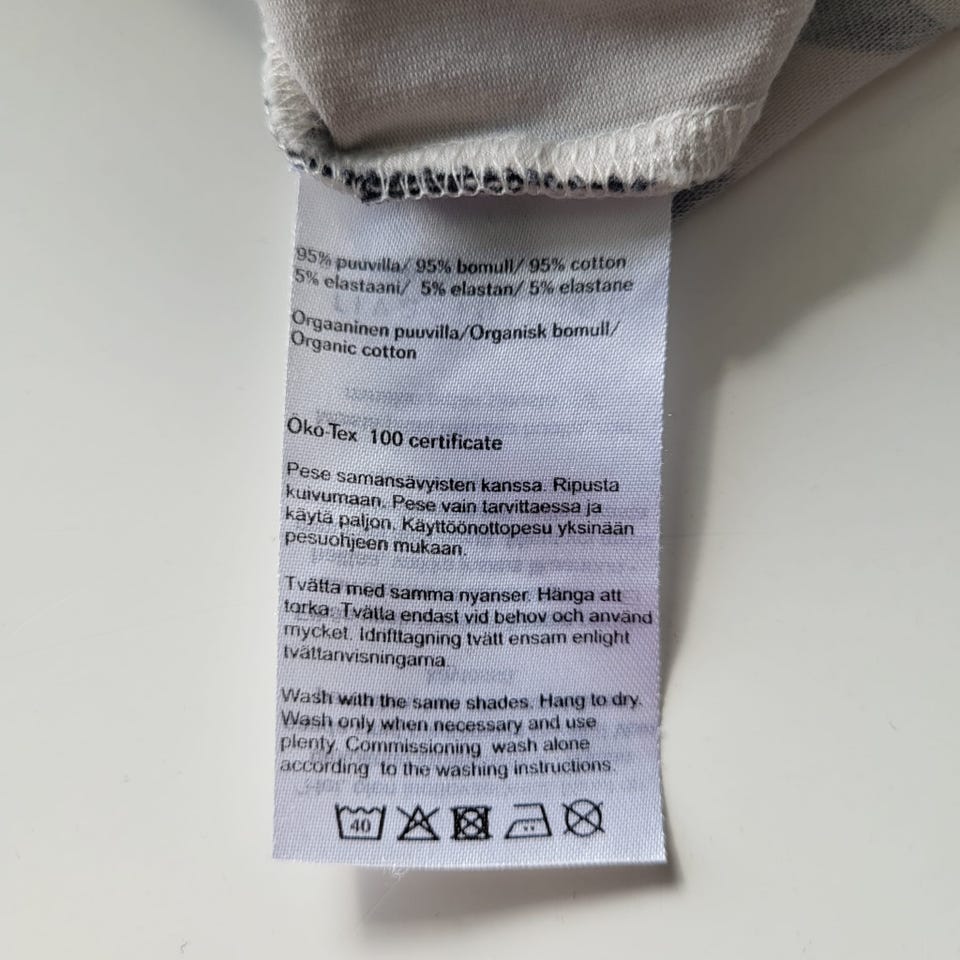 95% puuvilla/ 95% bomull/ 95% cotton
5% elastaani/ 5% elastan/ 5% elastane
Orgaaninen puuvilla/Organisk bomull/
Organic cotton
Öko-Tex 100 certificate
Pese samansävyisten kanssa. Ripusta
kuivumaan. Pese vain tarvittaessa ja
käytä paljon. Käyttöönottopesu yksinään
pesuohjeen mukaan.
Tvätta med samma nyanser. Hänga att
torka. Tvätta endast vid behov och använd
mycket. Idrifttagning tvätt ensam enlight
tvättanvisningarna.
Wash with the same shades. Hang to dry.
Wash only when necessary and use
plenty. Commissioning wash alone
according to the washing instructions.
40